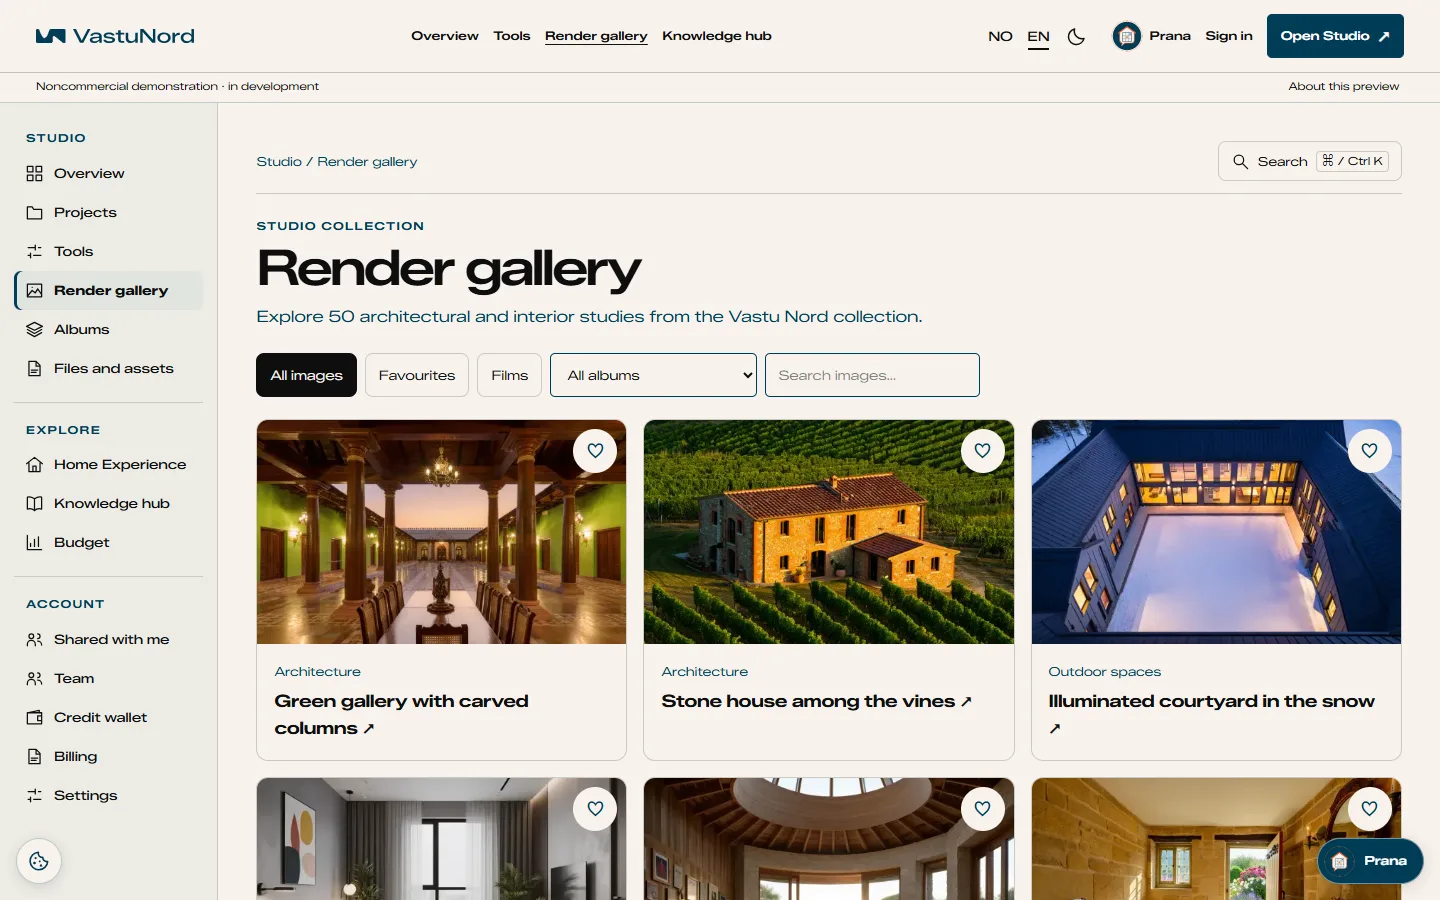 VastuNord
Overview Tools Render gallery Knowledge hub
NO EN
Prana Sign in Open Studio ↗
Noncommercial demonstration · in development
About this preview
STUDIO
Overview
Projects
Tools
Render gallery
Albums
Files and assets
EXPLORE
Home Experience
Knowledge hub
Budget
ACCOUNT
Shared with me
Team
Credit wallet
Billing
Settings
Studio / Render gallery
Search ⌘ / Ctrl K
STUDIO COLLECTION
Render gallery
Explore 50 architectural and interior studies from the Vastu Nord collection.
All images Favourites Films All albums Search images...
Architecture
Green gallery with carved
columns ↗
Architecture
Stone house among the vines ↗
Outdoor spaces
Illuminated courtyard in the snow
↗
Prana